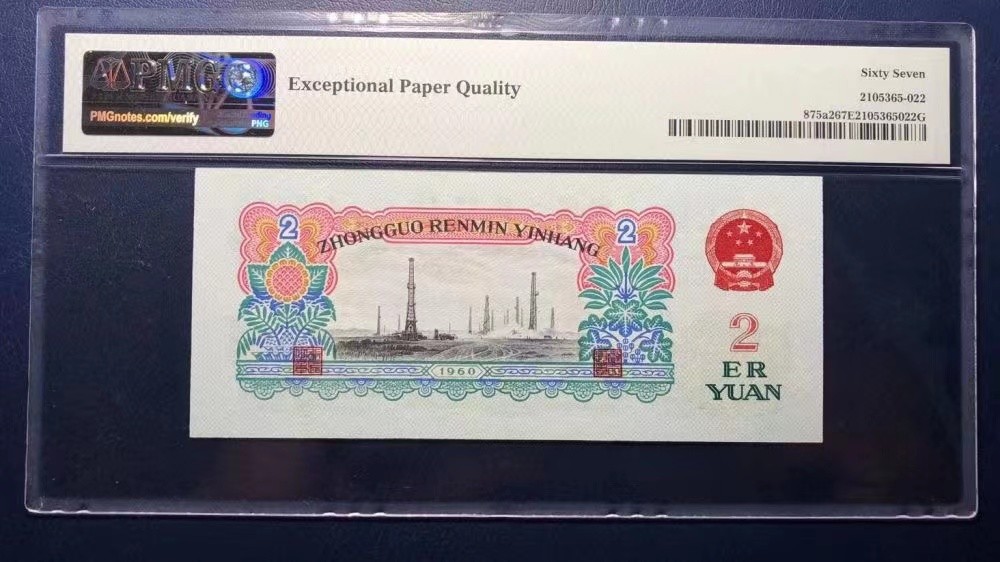 PMG
PMGnotes.com/verify
PNG
Exceptional Paper Quality
Sixty Seven
2105365-022
875a267E2105365022G
2
2
ZHONGGUO RENMIN YINHANG
1960
2
ER
YUAN